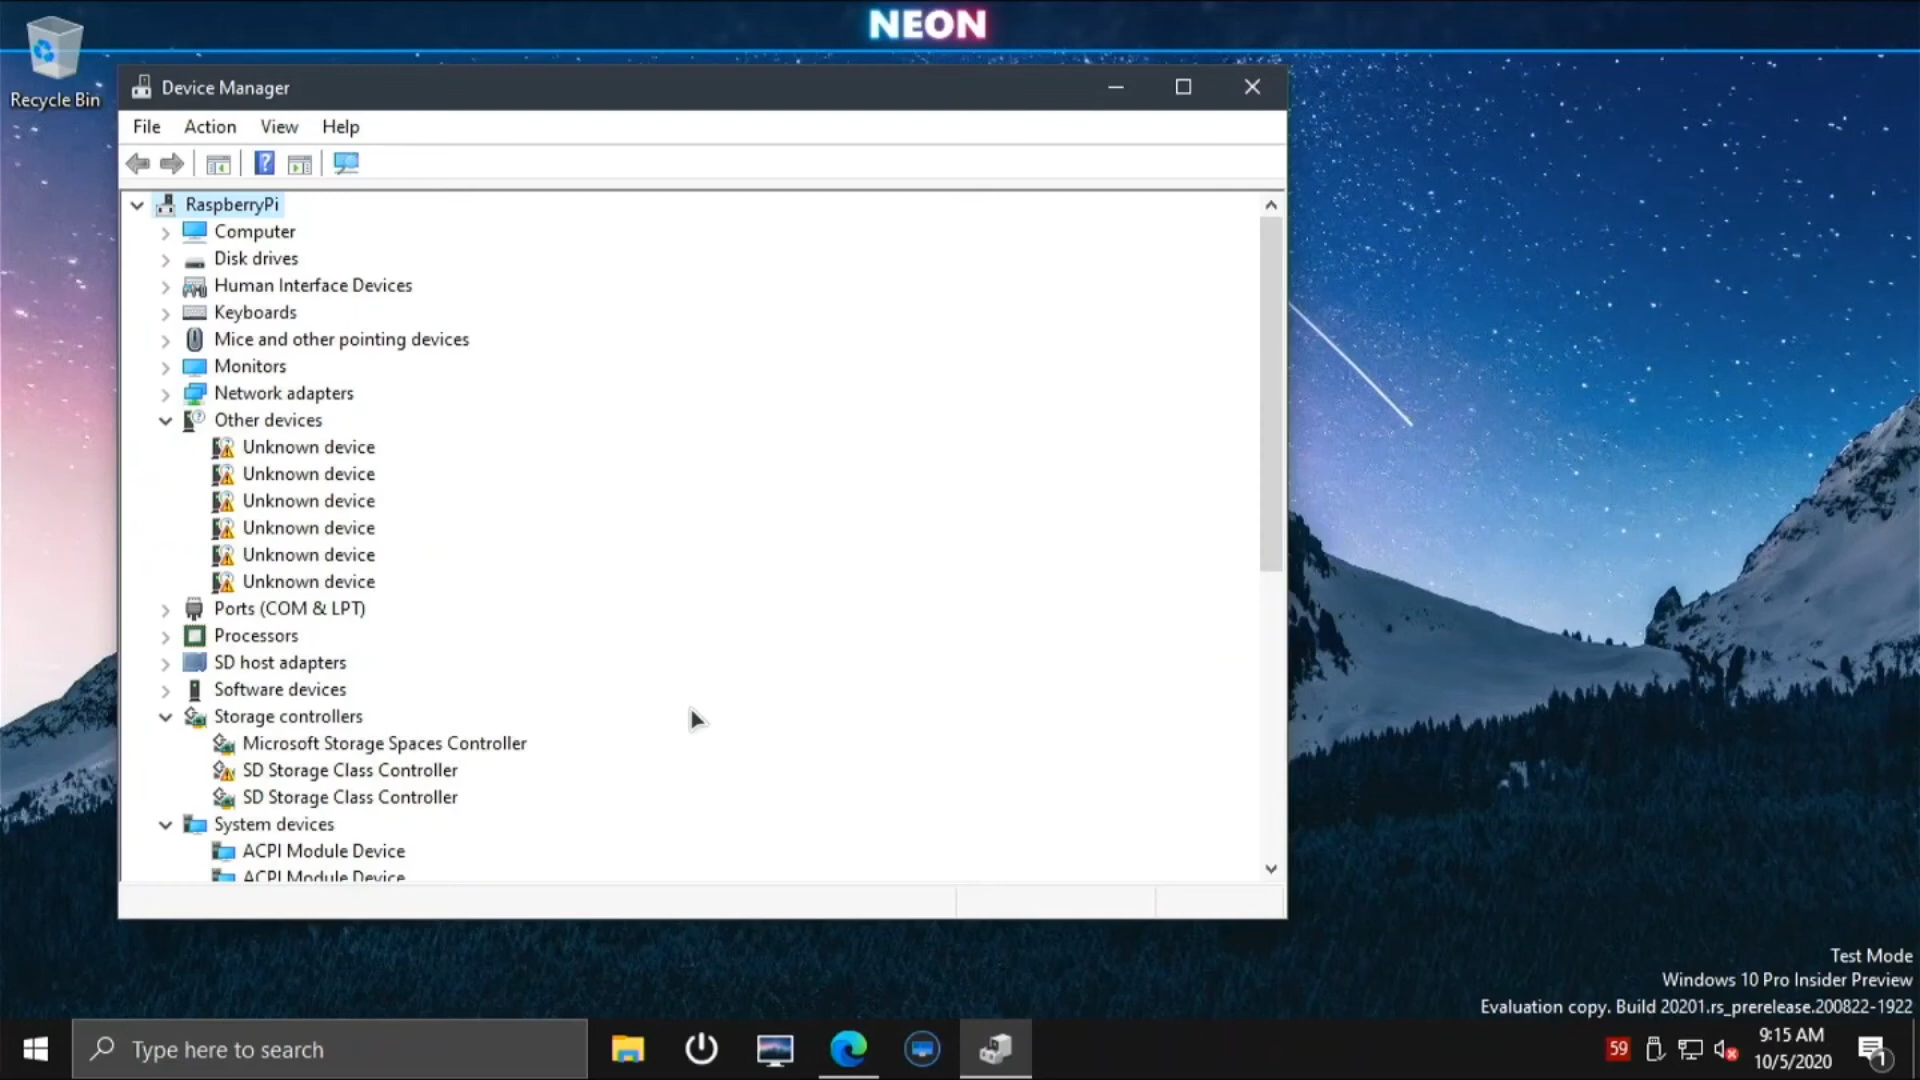 NEON
Recycle Bin
Device Manager
File Action View Help
RaspberryPi
Computer
Disk drives
Human Interface Devices
Keyboards
Mice and other pointing devices
Monitors
Network adapters
Other devices
Unknown device
Unknown device
Unknown device
Unknown device
Unknown device
Unknown device
Ports (COM & LPT)
Processors
SD host adapters
Software devices
Storage controllers
Microsoft Storage Spaces Controller
SD Storage Class Controller
SD Storage Class Controller
System devices
ACPI Module Device
ACPI Module Device
Test Mode
Windows 10 Pro Insider Preview
Evaluation copy. Build 20201.rs_prerelease.200822-1922
Type here to search
59
9:15 AM
10/5/2020
1